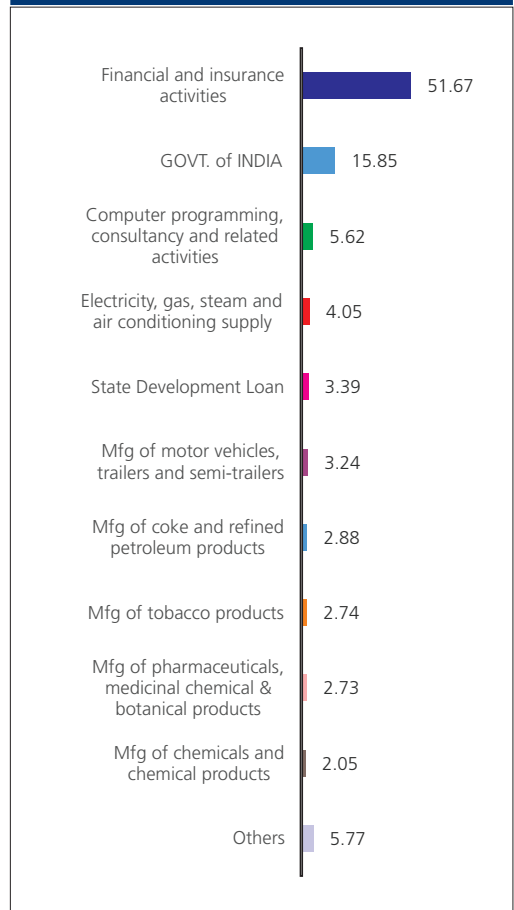 Financial and insurance
activities
51.67
GOVT. of INDIA
15.85
Computer programming,
consultancy and related
activities
5.62
Electricity, gas, steam and
air conditioning supply
4.05
State Development Loan
3.39
Mfg of motor vehicles,
trailers and semi-trailers
3.24
Mfg of coke and refined
petroleum products
2.88
Mfg of tobacco products
2.74
Mfg of pharmaceuticals,
medicinal chemical &
botanical products
2.73
Mfg of chemicals and
chemical products
2.05
Others
5.77